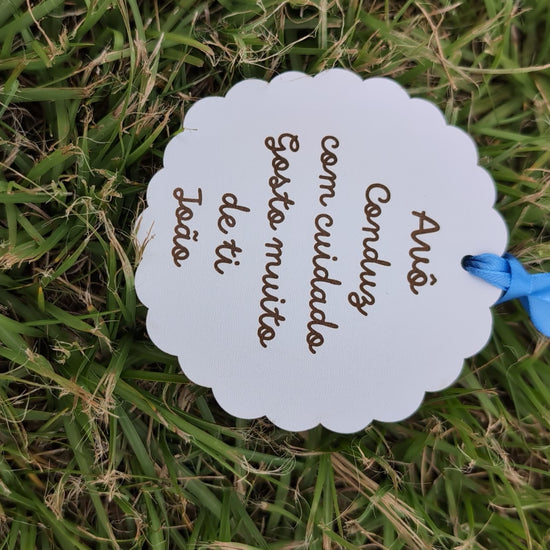 Avô
Conduz
com cuidado
Gosto muito
de ti
João